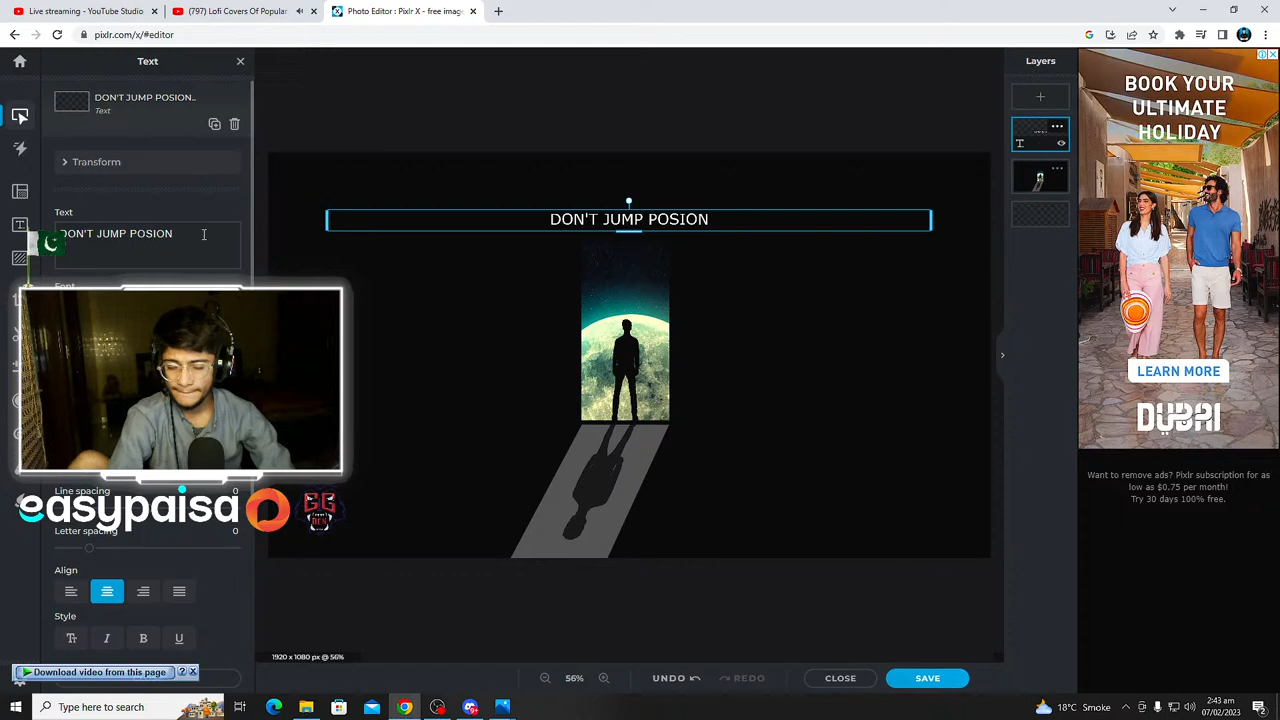 Live streaming - YouTube Studio
(797) Lofi Covers Of Popular
Photo Editor : Pixlr X - free imag
pixlr.com/x/#editor
Text
DON'T JUMP POSION..
Text
Transform
Text
DON'T JUMP POSION
Line spacing
0
Letter spacing
0
Align
Style
Download video from this page
easypaisa
DON'T JUMP POSION
1920 x 1080 px @ 56%
56%
UNDO
REDO
CLOSE
SAVE
Layers
BOOK YOUR
ULTIMATE
HOLIDAY
LEARN MORE
DUBAI
Want to remove ads? Pixlr subscription for as
low as $0.75 per month!
Try 30 days 100% free.
Type here to search
18°C Smoke
2:43 am
07/02/2023